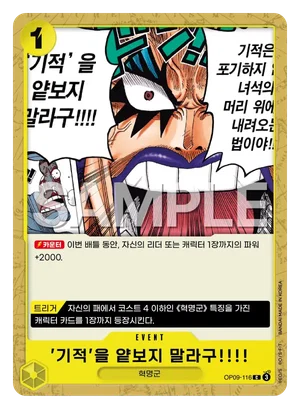 1
'기적'을
얕보지
말라구!!!!
기적은
포기하지 않
녀석의
머리 위에
내려오는
법이야!!
SAMPLE
카운터 이번 배틀 동안, 자신의 리더 또는 캐릭터 1장까지의 파워
+2000.
트리거 자신의 패에서 코스트 4 이하인 《혁명군》 특징을 가진
캐릭터 카드를 1장까지 등장시킨다.
EVENT
'기적'을 얕보지 말라구!!!!
혁명군
OP09-116 C 3